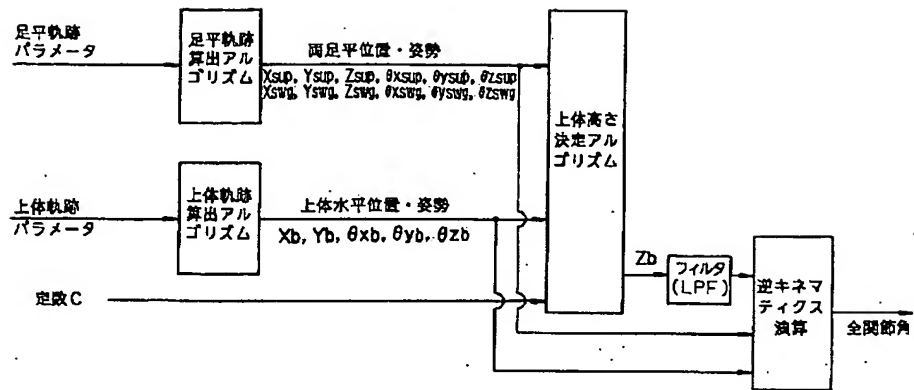 足平軌跡
パラメータ
足平軌跡
算出アル
ゴリズム
両足平位置・姿勢
Xsup, Ysup, Zsup, θxsup, θysup, θzsup
Xswg, Yswg, Zswg, θxswg, θyswg, θzswg
上体高さ
決定アル
ゴリズム
上体軌跡
パラメータ
上体軌跡
算出アル
ゴリズム
上体水平位置・姿勢
Xb, Yb, θxb, θyb, θzb
定数C
Zb
フィルタ
(LPF)
逆キネマ
ティクス
演算
全関節角